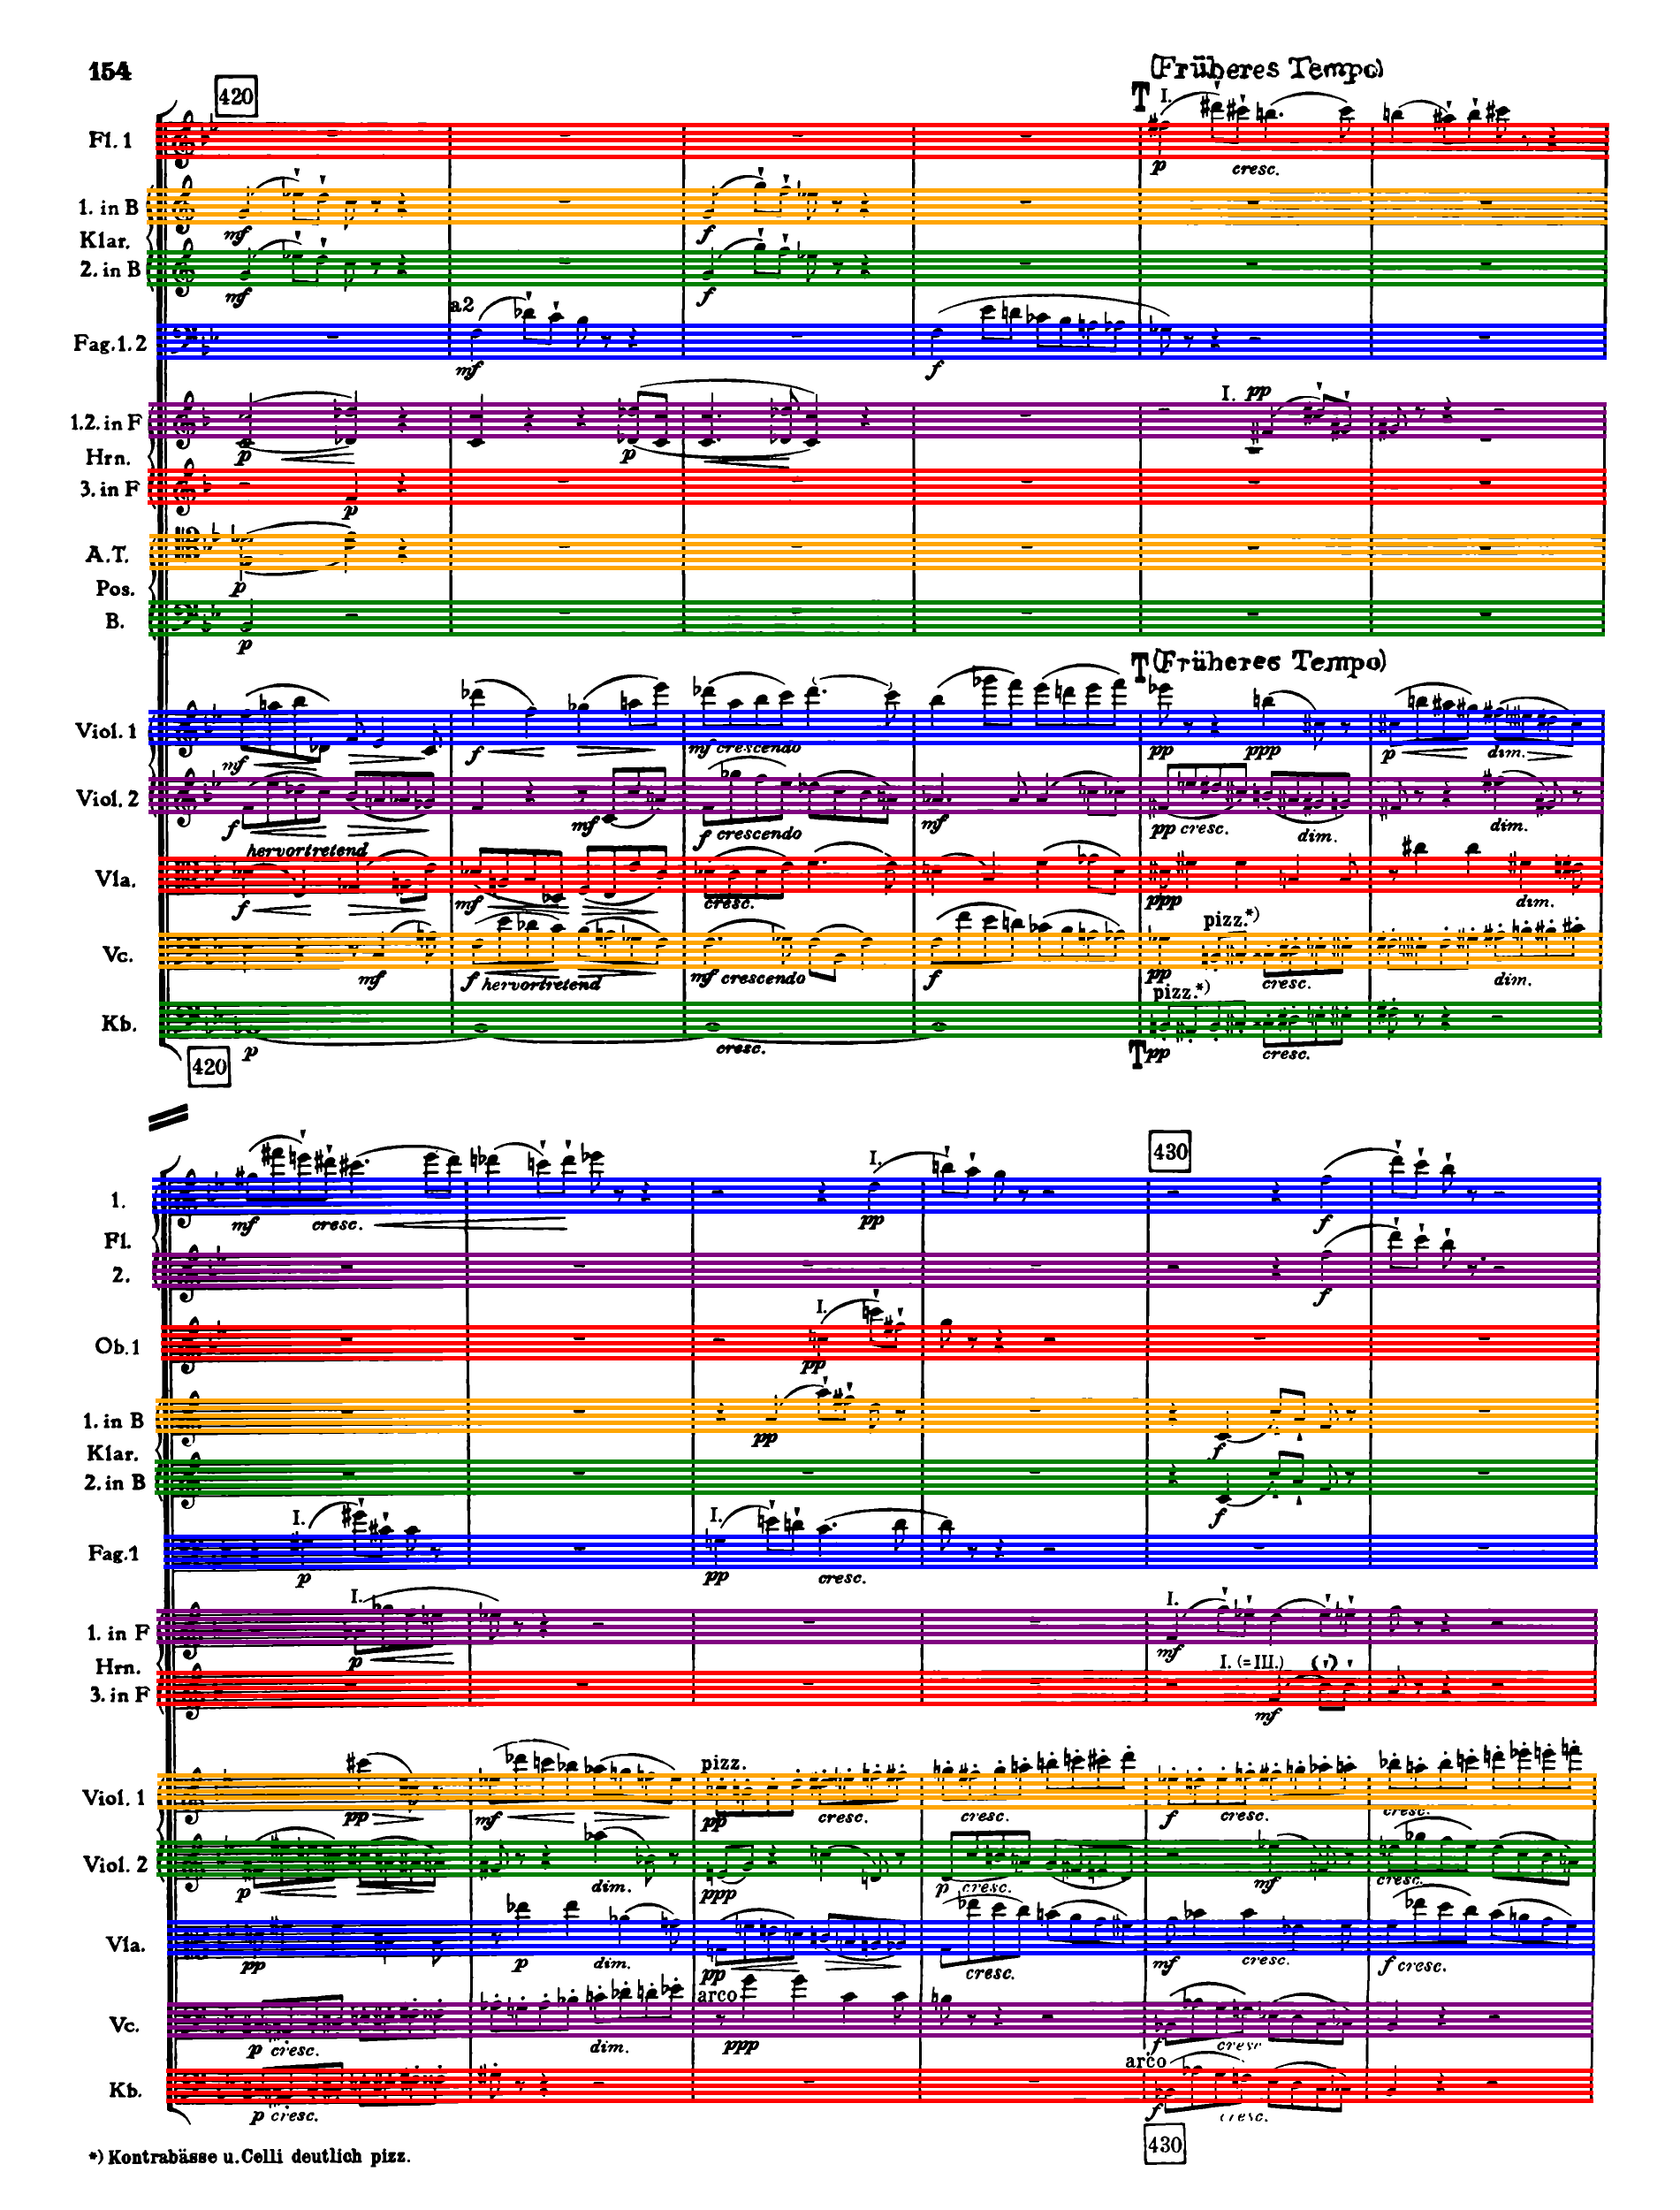 154
(Früheres Tempo)
420
T
I.
Fl. 1
p
cresc.
1. in B
mf
f
Klar.
2. in B
mf
f
a2
Fag. 1. 2
mf
f
I. pp
1.2. in F
p
p
Hrn.
3. in F
p
A.T.
p
Pos.
B.
p
T (Früheres Tempo)
Viol. 1
mf
f
mf crescendo
pp
ppp
p
dim.
Viol. 2
f
mf
f crescendo
mf
pp cresc.
dim.
dim.
hervortretend
Vla.
f
mf
cresc.
ppp
dim.
pizz.*)
Vc.
mf
f hervortretend
mf crescendo
f
pp
cresc.
dim.
pizz.*)
Kb.
p
cresc.
T pp
cresc.
420
430
I.
1.
mf
cresc.
pp
f
Fl.
2.
f
I.
Ob. 1
pp
1. in B
pp
f
Klar.
2. in B
f
I.
I.
Fag. 1
p
pp
cresc.
I.
I.
1. in F
p
mf
Hrn.
I. (= III.)
3. in F
mf
pizz.
Viol. 1
pp
mf
pp
cresc.
cresc.
f
cresc.
cresc.
Viol. 2
p
dim.
ppp
p cresc.
mf
cresc.
Vla.
pp
p
dim.
pp
cresc.
mf
cresc.
f cresc.
arco
Vc.
p cresc.
dim.
ppp
f
cresc
arco
Kb.
p cresc.
f
cresc.
430
*) Kontrabässe u. Celli deutlich pizz.